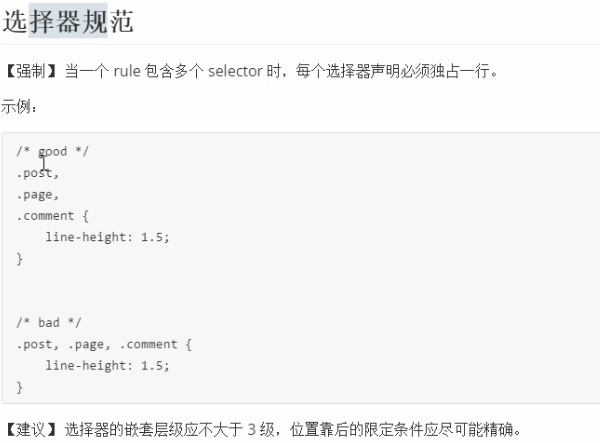 选择器规范
【强制】 当一个 rule 包含多个 selector 时，每个选择器声明必须独占一行。
示例：
/* good */
.post,
.page,
.comment {
    line-height: 1.5;
}
/* bad */
.post, .page, .comment {
    line-height: 1.5;
}
【建议】 选择器的嵌套层级应不大于 3 级，位置靠后的限定条件应尽可能精确。